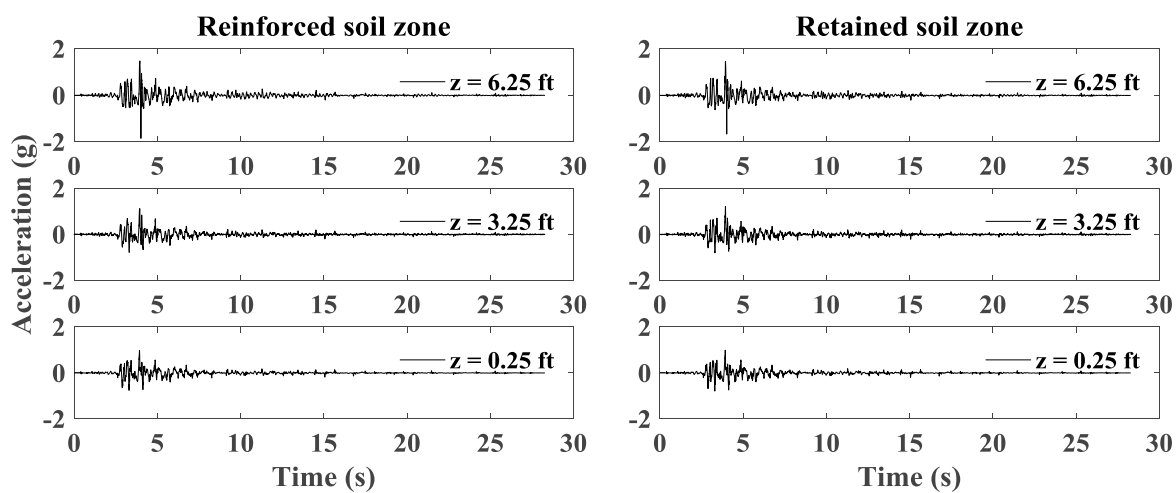 Reinforced soil zone
Retained soil zone
Acceleration (g)
2
0
-2
z = 6.25 ft
0 5 10 15 20 25 30
2
0
-2
z = 6.25 ft
0 5 10 15 20 25 30
2
0
-2
z = 3.25 ft
0 5 10 15 20 25 30
2
0
-2
z = 3.25 ft
0 5 10 15 20 25 30
2
0
-2
z = 0.25 ft
0 5 10 15 20 25 30
2
0
-2
z = 0.25 ft
0 5 10 15 20 25 30
Time (s)
Time (s)